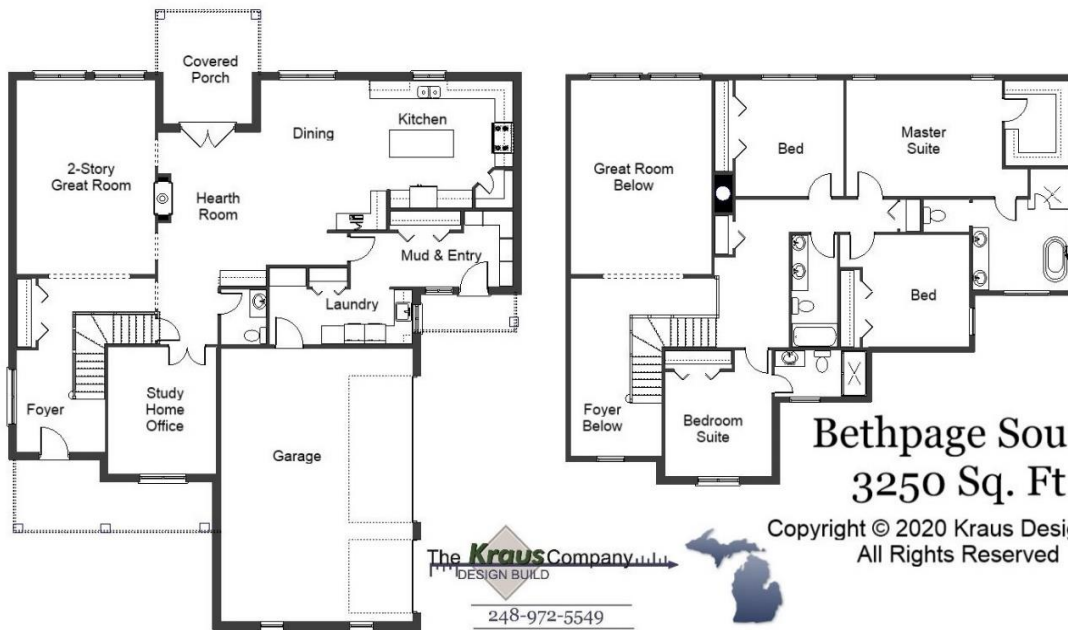 Covered
Porch
Dining
Kitchen
2-Story
Great Room
Hearth
Room
Mud & Entry
Laundry
Study
Home
Office
Foyer
Garage
Great Room
Below
Bed
Master
Suite
Bed
Foyer
Below
Bedroom
Suite
Bethpage Sou
3250 Sq. Ft
Copyright © 2020 Kraus Desig
All Rights Reserved
The Kraus Company
DESIGN BUILD
248-972-5549